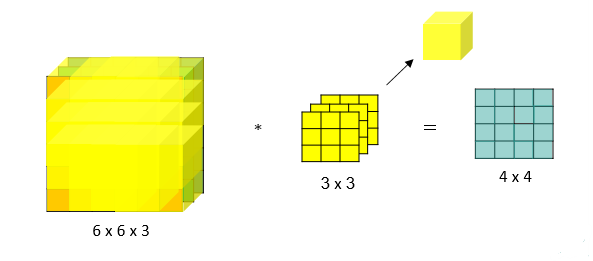 * =
6 x 6 x 3
3 x 3
4 x 4